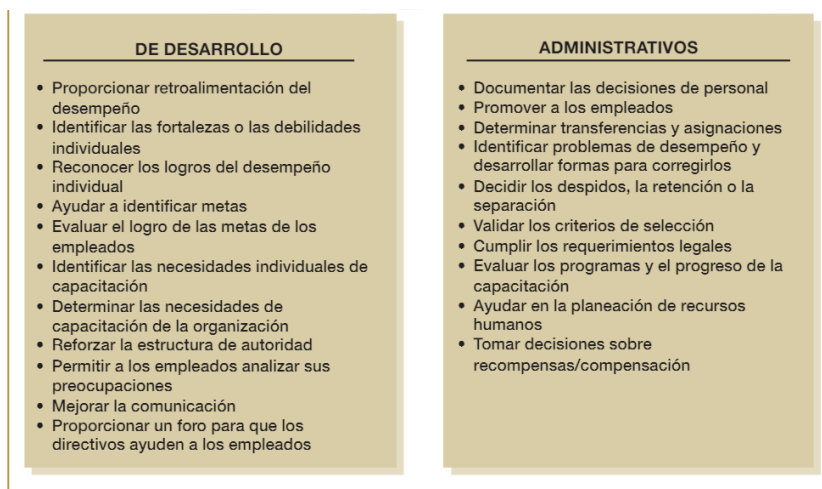 DE DESARROLLO
• Proporcionar retroalimentación del
desempeño
• Identificar las fortalezas o las debilidades
individuales
• Reconocer los logros del desempeño
individual
• Ayudar a identificar metas
• Evaluar el logro de las metas de los
empleados
• Identificar las necesidades individuales de
capacitación
• Determinar las necesidades de
capacitación de la organización
• Reforzar la estructura de autoridad
• Permitir a los empleados analizar sus
preocupaciones
• Mejorar la comunicación
• Proporcionar un foro para que los
directivos ayuden a los empleados
ADMINISTRATIVOS
• Documentar las decisiones de personal
• Promover a los empleados
• Determinar transferencias y asignaciones
• Identificar problemas de desempeño y
desarrollar formas para corregirlos
• Decidir los despidos, la retención o la
separación
• Validar los criterios de selección
• Cumplir los requerimientos legales
• Evaluar los programas y el progreso de la
capacitación
• Ayudar en la planeación de recursos
humanos
• Tomar decisiones sobre
recompensas/compensación